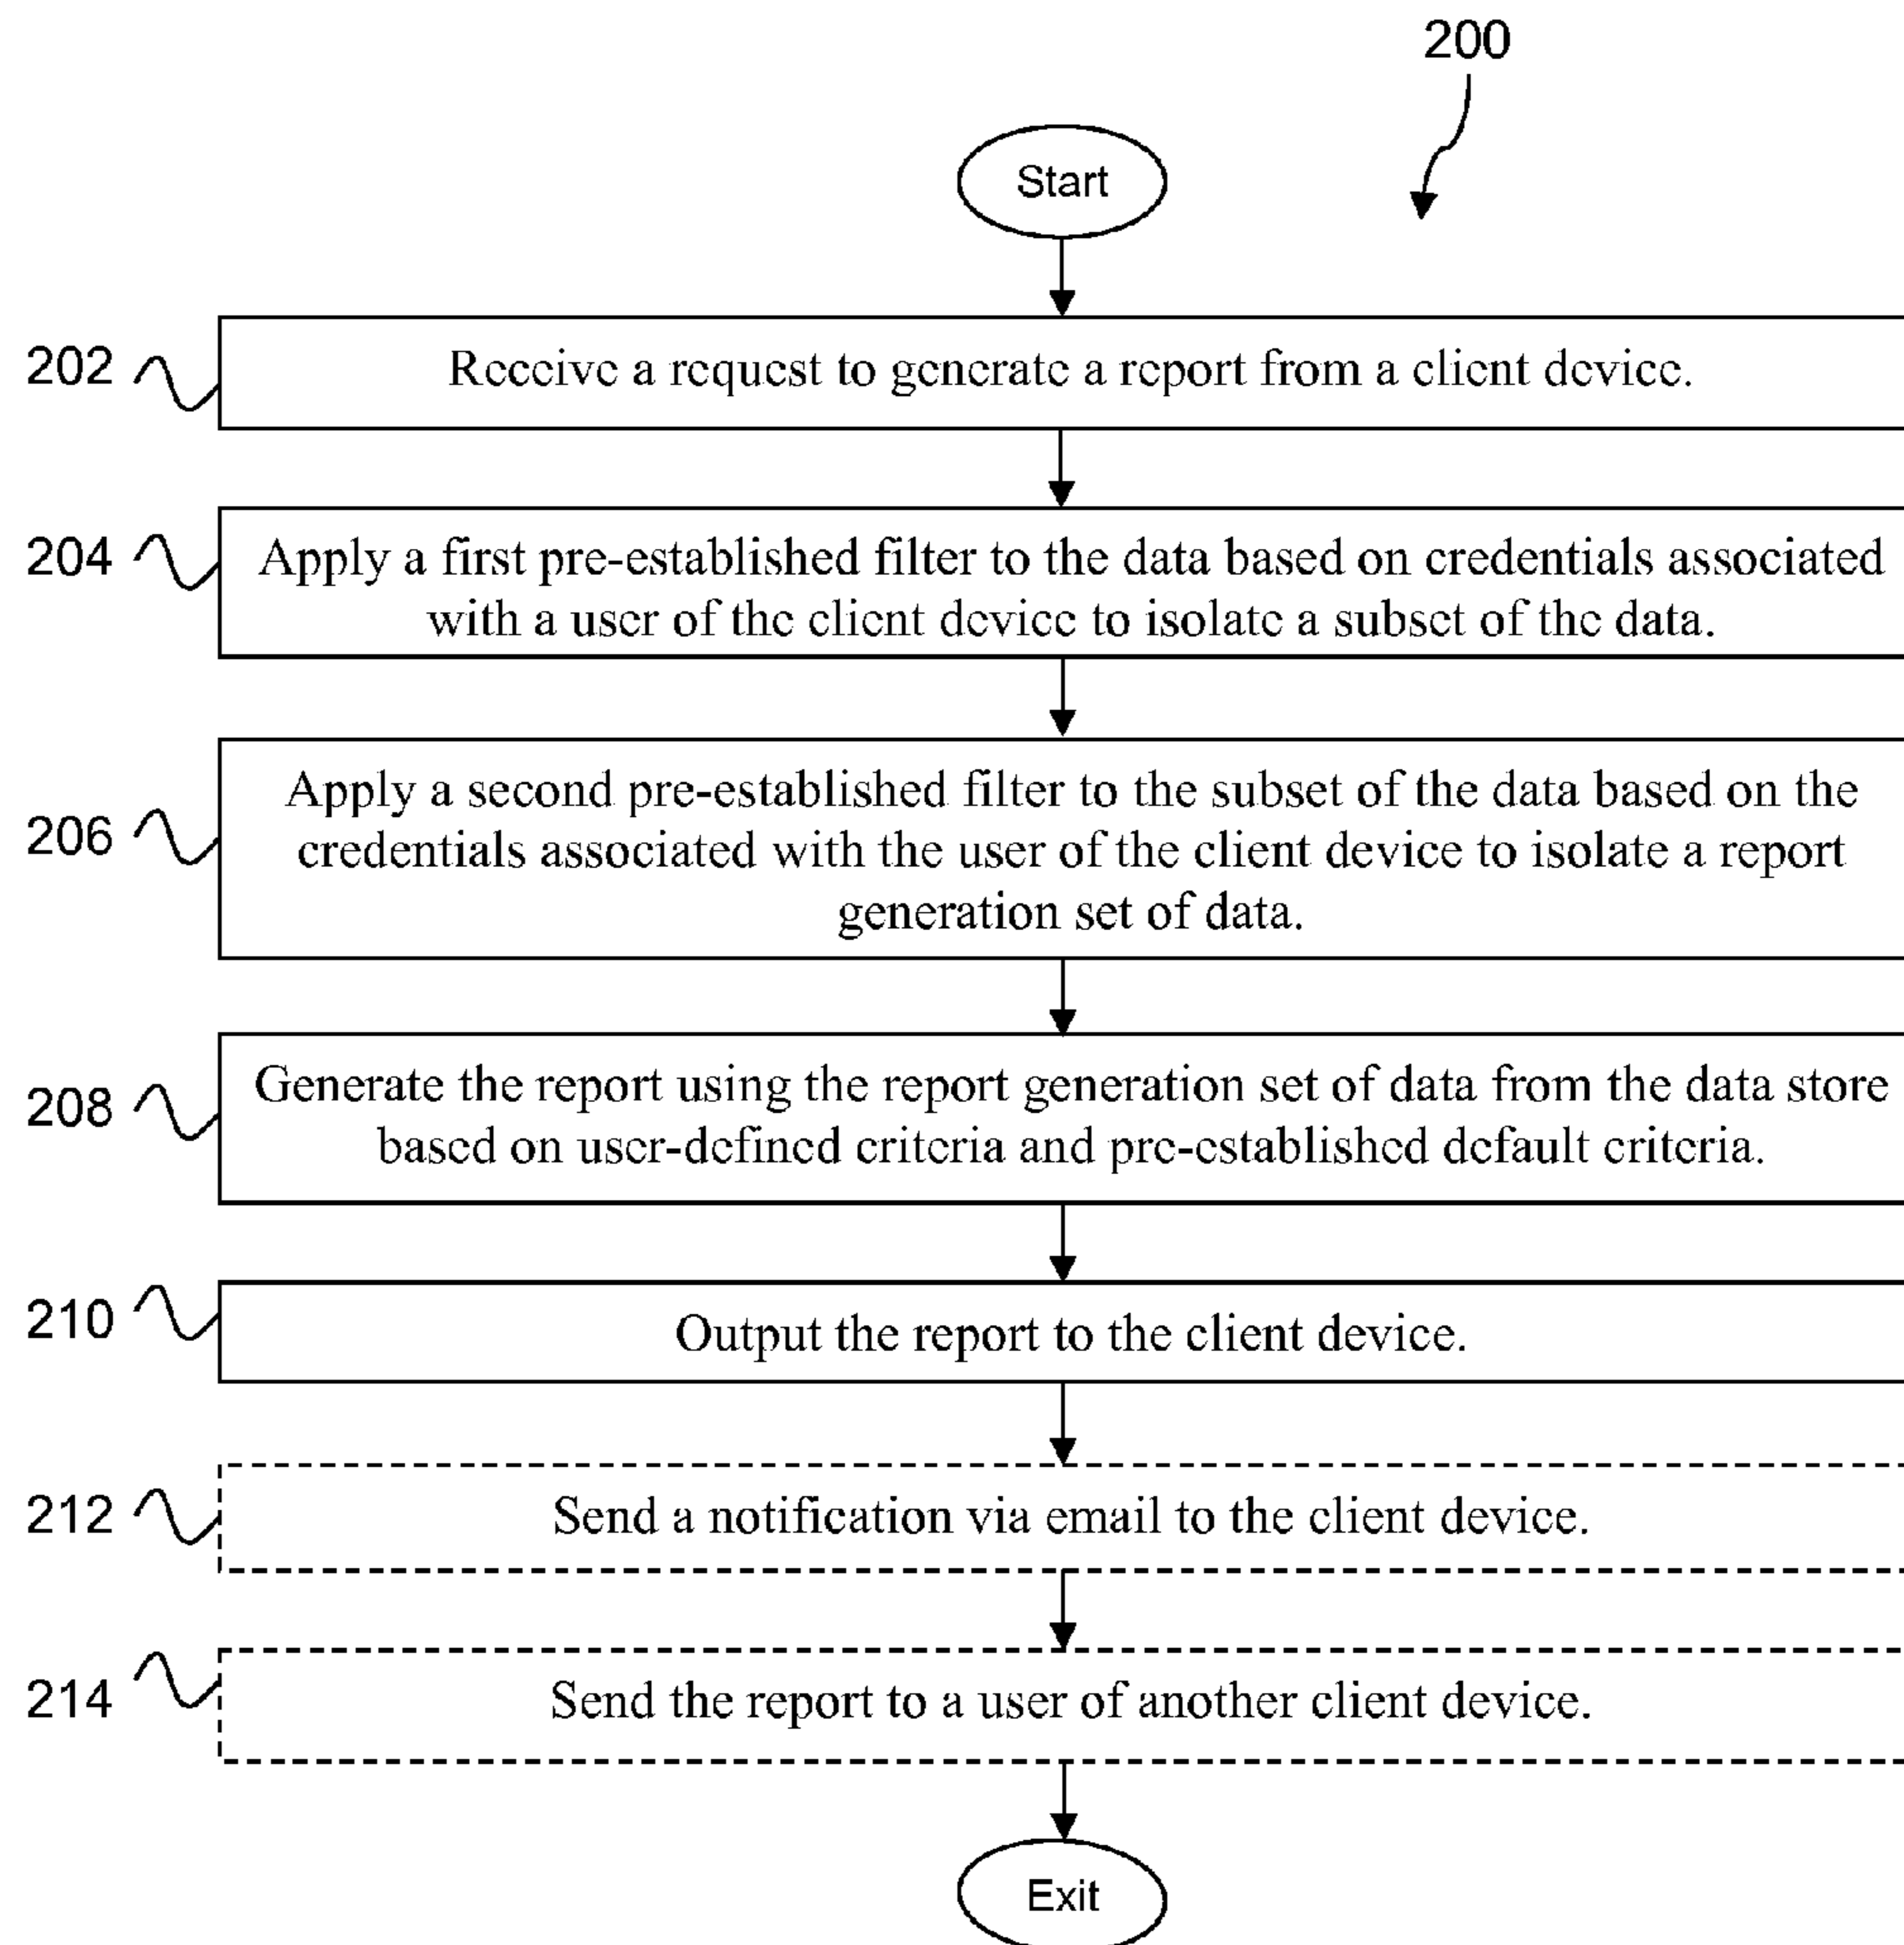 200
Start
202
Receive a request to generate a report from a client device.
204
Apply a first pre-established filter to the data based on credentials associated
with a user of the client device to isolate a subset of the data.
206
Apply a second pre-established filter to the subset of the data based on the
credentials associated with the user of the client device to isolate a report
generation set of data.
208
Generate the report using the report generation set of data from the data store
based on user-defined criteria and pre-established default criteria.
210
Output the report to the client device.
212
Send a notification via email to the client device.
214
Send the report to a user of another client device.
Exit